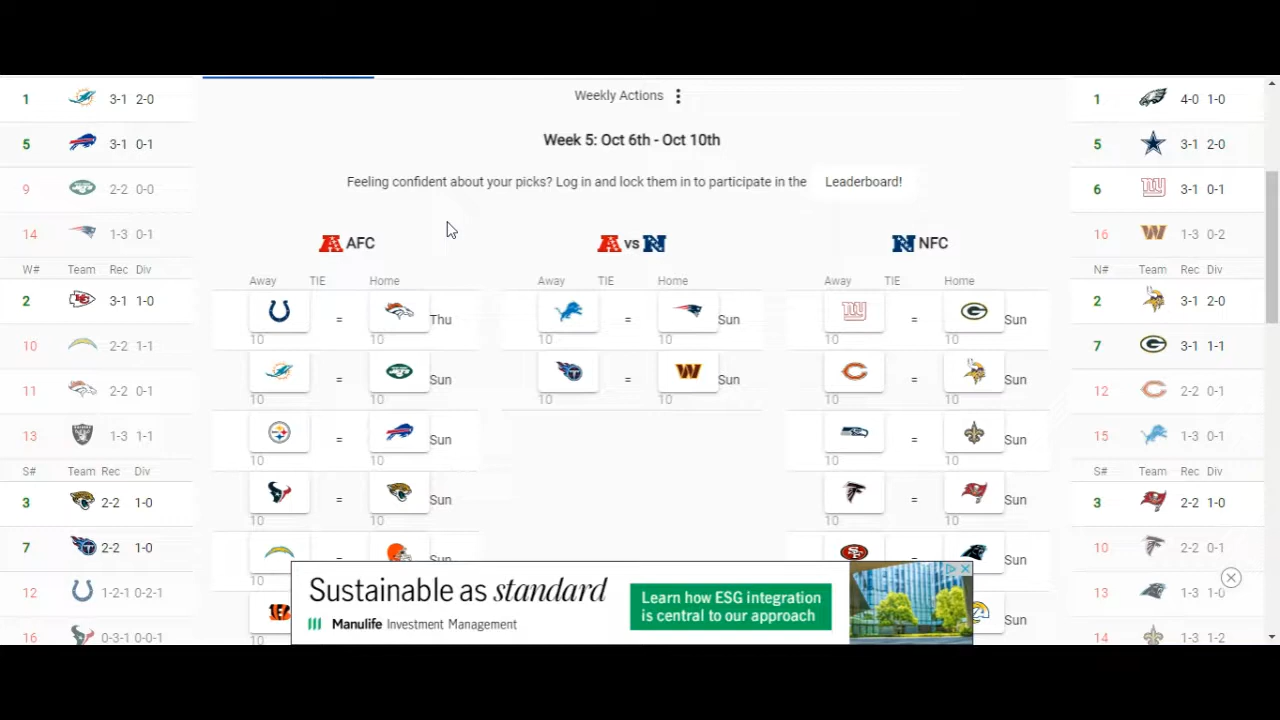 Weekly Actions
Week 5: Oct 6th - Oct 10th
Feeling confident about your picks? Log in and lock them in to participate in the Leaderboard!
1 3-1 2-0
5 3-1 0-1
9 2-2 0-0
14 1-3 0-1
W# Team Rec Div
2 3-1 1-0
10 2-2 1-1
11 2-2 0-1
13 1-3 1-1
S# Team Rec Div
3 2-2 1-0
7 2-2 1-0
12 1-2-1 0-2-1
16 0-3-1 0-0-1
AFC
Away TIE Home
= Thu
10 10
= Sun
10 10
= Sun
10 10
= Sun
10 10
= Sun
10
10
A vs N
Away TIE Home
= Sun
10 10
= Sun
10 10
NFC
Away TIE Home
ny = Sun
10 10
= Sun
10 10
= Sun
10 10
= Sun
10 10
= Sun
Sun
1 4-0 1-0
5 3-1 2-0
6 ny 3-1 0-1
16 W 1-3 0-2
N# Team Rec Div
2 3-1 2-0
7 G 3-1 1-1
12 C 2-2 0-1
15 1-3 0-1
S# Team Rec Div
3 2-2 1-0
10 2-2 0-1
13 1-3 1-0
14 1-3 1-2
Sustainable as standard
Manulife Investment Management
Learn how ESG integration
is central to our approach